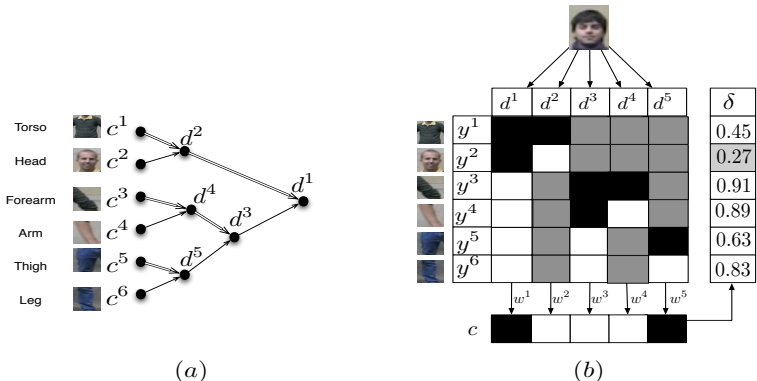 Torso c¹
Head c²
Forearm c³
Arm c⁴
Thigh c⁵
Leg c⁶
d²
d⁴
d⁵
d³
d¹
(a)
d¹ d² d³ d⁴ d⁵ δ
y¹ 0.45
y² 0.27
y³ 0.91
y⁴ 0.89
y⁵ 0.63
y⁶ 0.83
w¹ w² w³ w⁴ w⁵
c
(b)